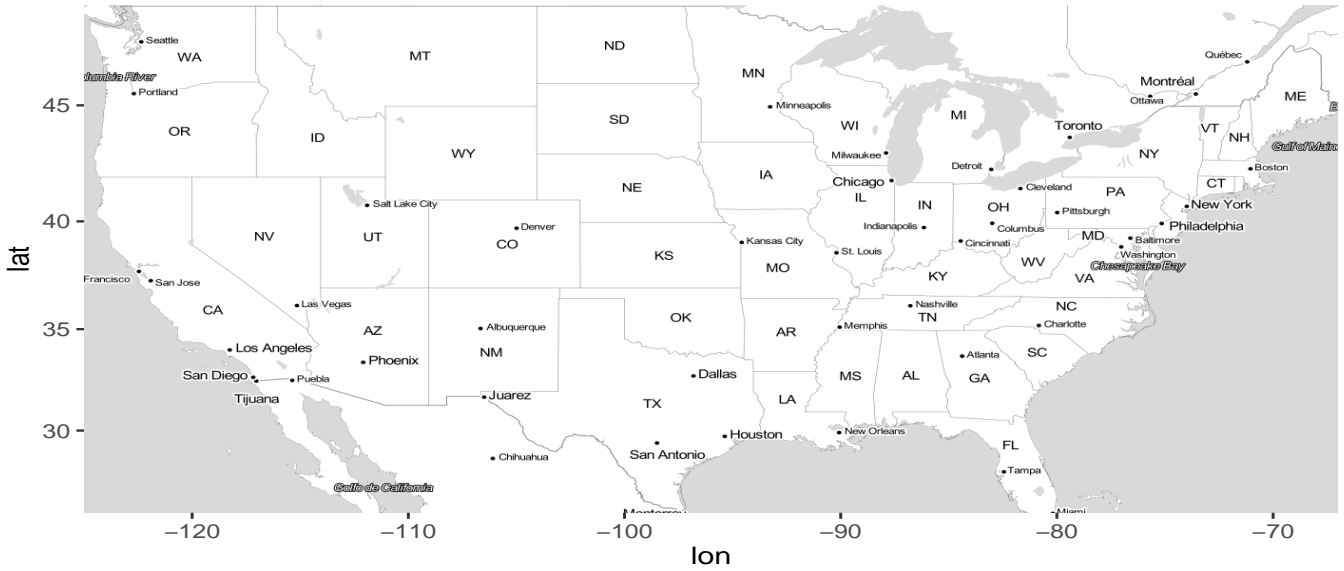 Seattle
WA
MT
ND
MN
Québec
lumbia River
Portland
Minneapolis
Montréal
Ottawa
ME
45
OR
ID
SD
WI
MI
Toronto
VT
NH
Gulf of Maine
WY
Milwaukee
Detroit
NY
Boston
NE
IA
Chicago
IL
Cleveland
PA
CT
Salt Lake City
IN
OH
Pittsburgh
New York
40
NV
UT
Denver
CO
Kansas City
Indianapolis
Columbus
Cincinnati
MD
Baltimore
Philadelphia
lat
KS
MO
St. Louis
KY
WV
Washington
Chesapeake Bay
VA
Francisco
San Jose
CA
Las Vegas
Nashville
TN
NC
35
AZ
Albuquerque
OK
AR
Memphis
Charlotte
Los Angeles
Phoenix
NM
Atlanta
SC
San Diego
Puebla
Dallas
MS
AL
GA
Tijuana
Juarez
TX
LA
30
Houston
New Orleans
FL
San Antonio
Chihuahua
Tampa
Golfo de California
Monterrey
Miami
−120
−110
−100
−90
−80
−70
lon